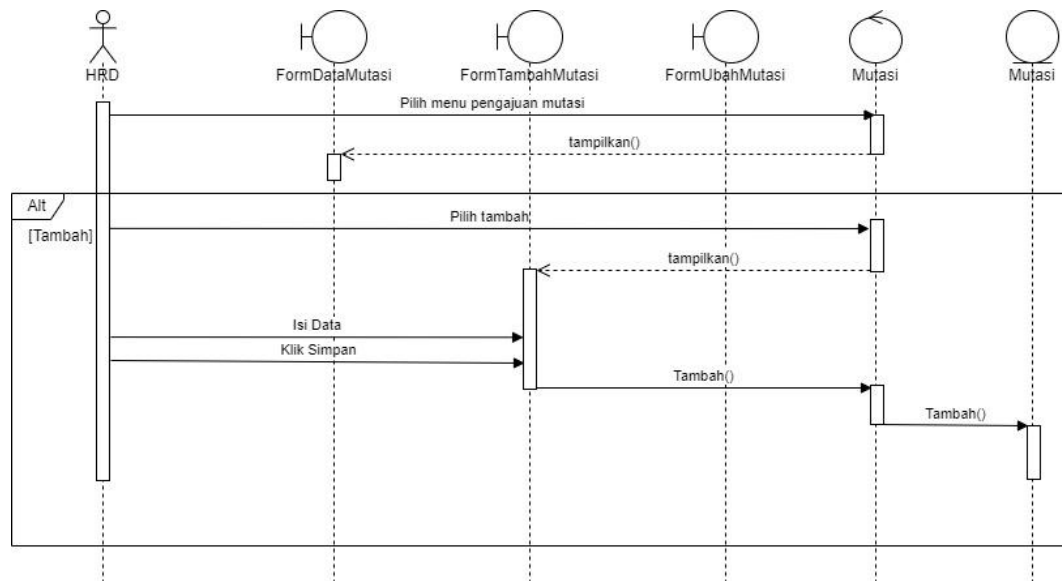 HRD
FormDataMutasi
FormTambahMutasi
FormUbahMutasi
Mutasi
Mutasi
Pilih menu pengajuan mutasi
tampilkan()
Alt
Pilih tambah
[Tambah]
tampilkan()
Isi Data
Klik Simpan
Tambah()
Tambah()